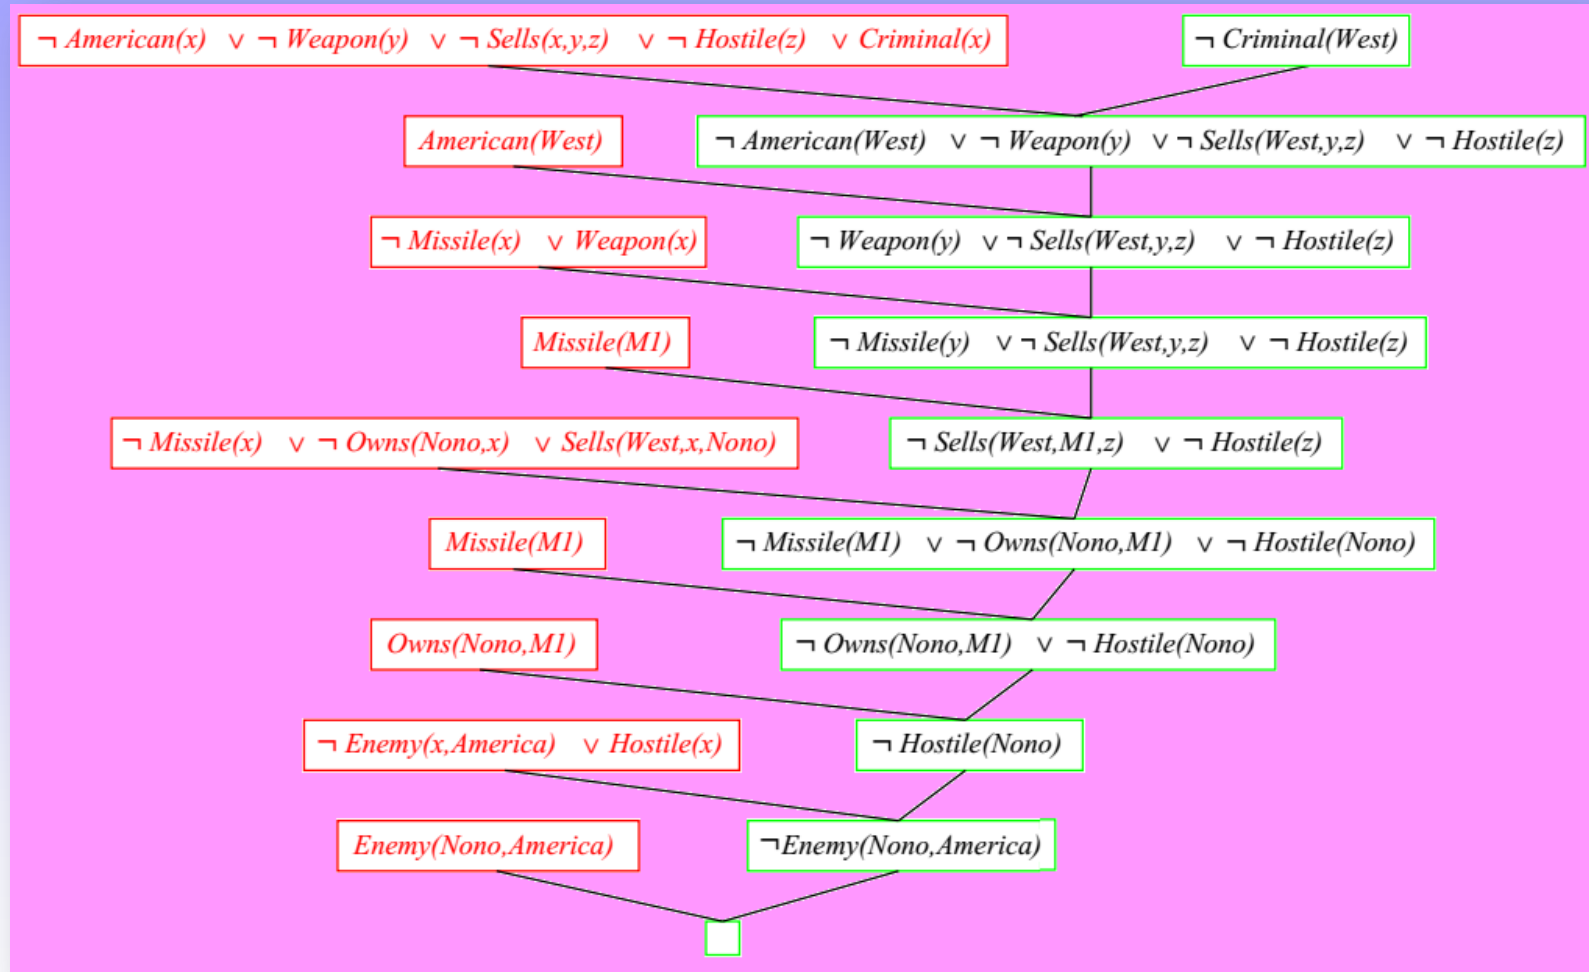 ¬ American(x) ∨ ¬ Weapon(y) ∨ ¬ Sells(x,y,z) ∨ ¬ Hostile(z) ∨ Criminal(x)
¬ Criminal(West)
American(West)
¬ American(West) ∨ ¬ Weapon(y) ∨ ¬ Sells(West,y,z) ∨ ¬ Hostile(z)
¬ Missile(x) ∨ Weapon(x)
¬ Weapon(y) ∨ ¬ Sells(West,y,z) ∨ ¬ Hostile(z)
Missile(M1)
¬ Missile(y) ∨ ¬ Sells(West,y,z) ∨ ¬ Hostile(z)
¬ Missile(x) ∨ ¬ Owns(Nono,x) ∨ Sells(West,x,Nono)
¬ Sells(West,M1,z) ∨ ¬ Hostile(z)
Missile(M1)
¬ Missile(M1) ∨ ¬ Owns(Nono,M1) ∨ ¬ Hostile(Nono)
Owns(Nono,M1)
¬ Owns(Nono,M1) ∨ ¬ Hostile(Nono)
¬ Enemy(x,America) ∨ Hostile(x)
¬ Hostile(Nono)
Enemy(Nono,America)
¬Enemy(Nono,America)